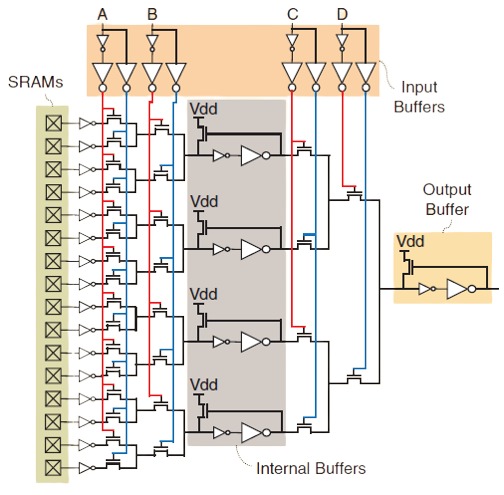 A B C D
SRAMs
Input
Buffers
Vdd
Vdd
Output
Buffer
Vdd
Vdd
Vdd
Internal Buffers